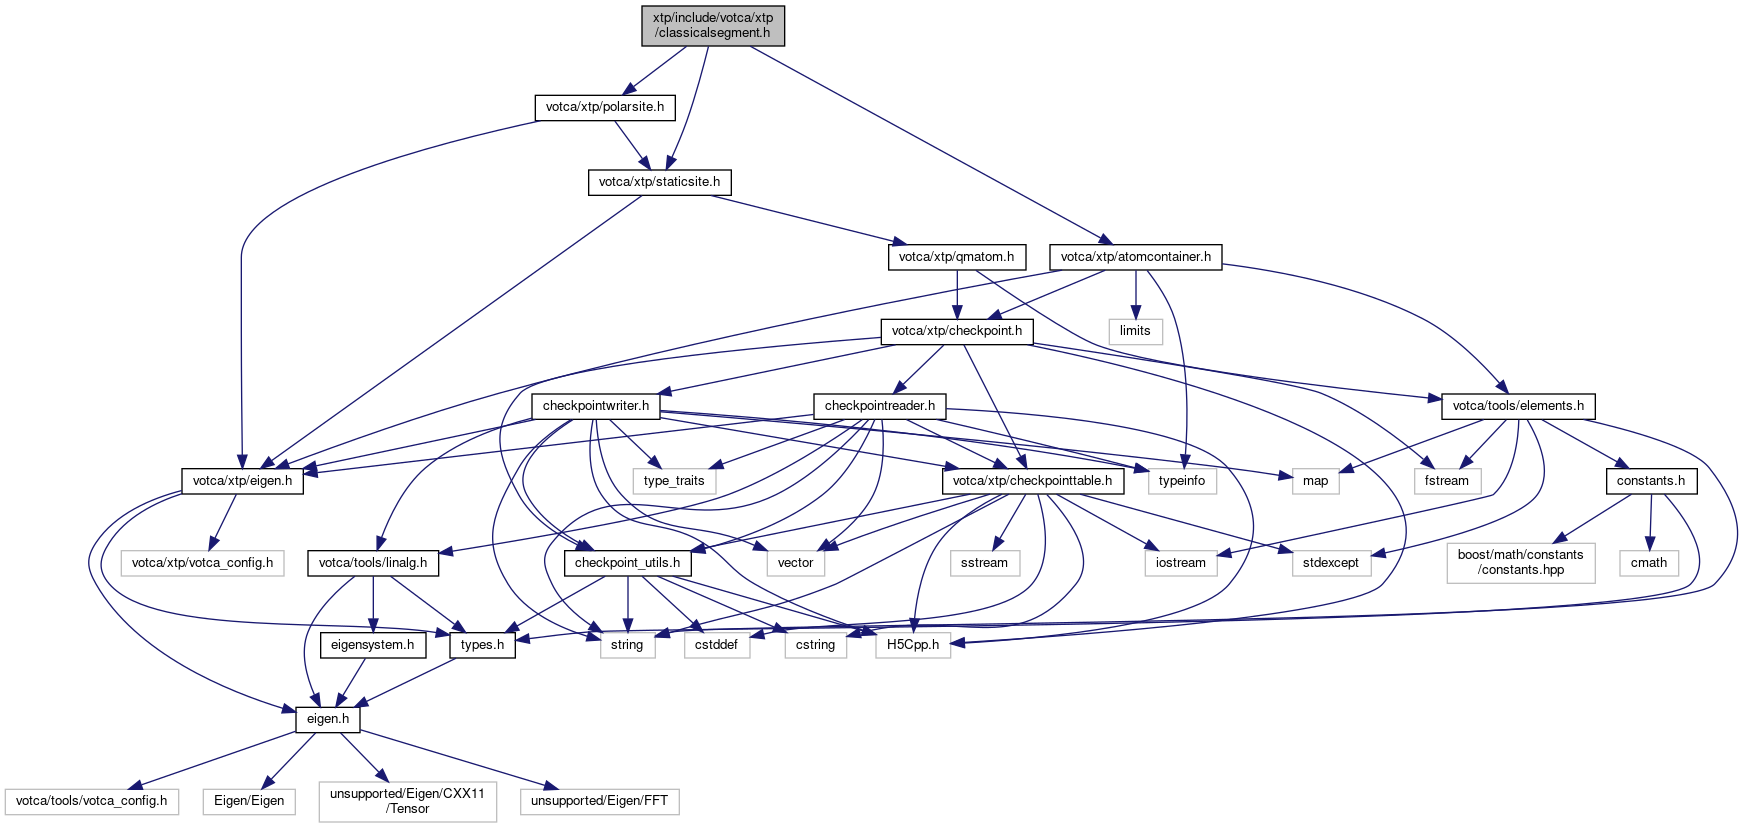 xtp/include/votca/xtp
/classicalsegment.h
votca/xtp/polarsite.h
votca/xtp/staticsite.h
votca/xtp/qmatom.h
votca/xtp/atomcontainer.h
votca/xtp/checkpoint.h
limits
checkpointwriter.h
checkpointreader.h
votca/tools/elements.h
votca/xtp/eigen.h
type_traits
votca/xtp/checkpointtable.h
typeinfo
map
fstream
constants.h
votca/xtp/votca_config.h
votca/tools/linalg.h
checkpoint_utils.h
vector
sstream
iostream
stdexcept
boost/math/constants
/constants.hpp
cmath
eigensystem.h
types.h
string
cstddef
cstring
H5Cpp.h
eigen.h
votca/tools/votca_config.h
Eigen/Eigen
unsupported/Eigen/CXX11
/Tensor
unsupported/Eigen/FFT